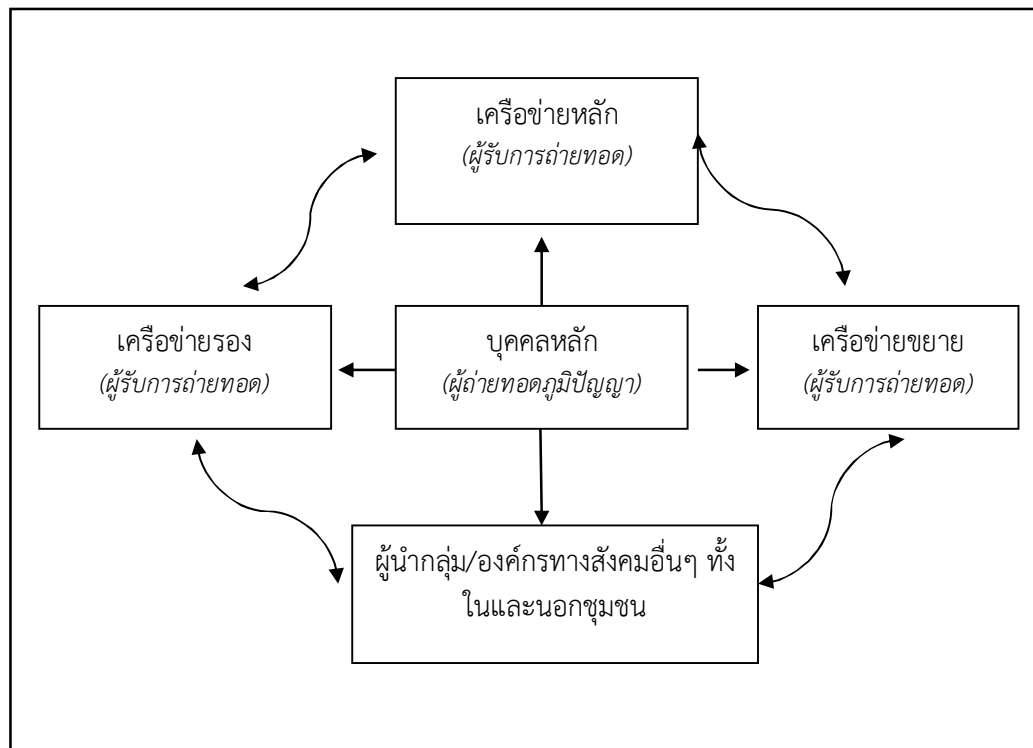 เครือข่ายหลัก
(ผู้รับการถ่ายทอด)
เครือข่ายรอง
(ผู้รับการถ่ายทอด)
บุคคลหลัก
(ผู้ถ่ายทอดภูมิปัญญา)
เครือข่ายขยาย
(ผู้รับการถ่ายทอด)
ผู้นำกลุ่ม/องค์กรทางสังคมอื่นๆ ทั้ง
ในและนอกชุมชน